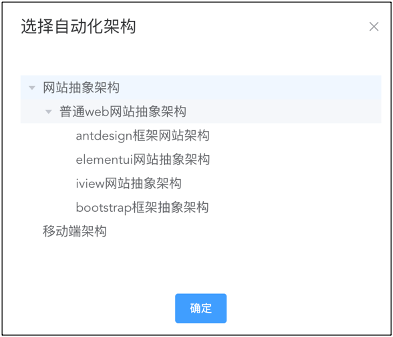 选择自动化架构
网站抽象架构
普通web网站抽象架构
antdesign框架网站架构
elementui网站抽象架构
iview网站抽象架构
bootstrap框架抽象架构
移动端架构
确定